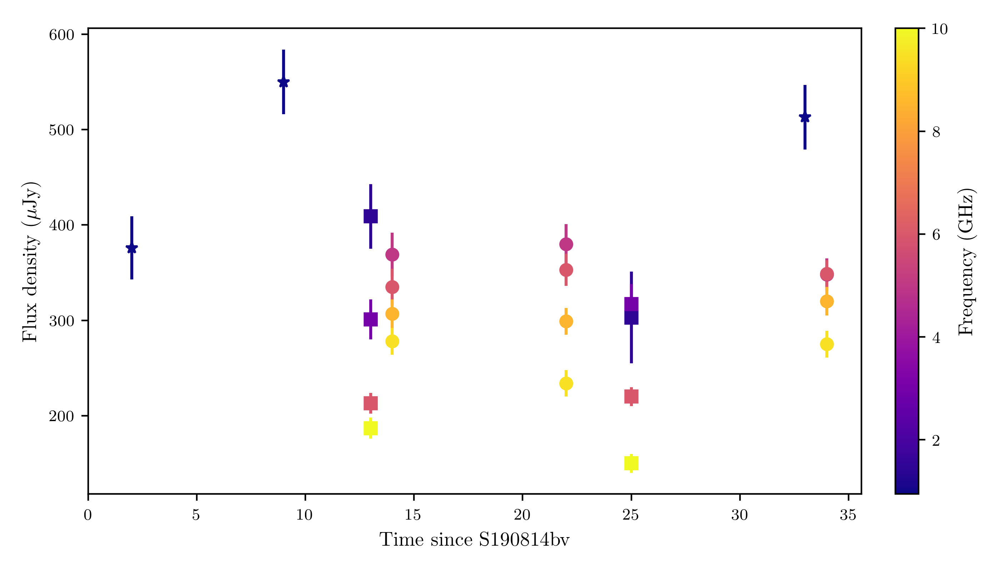 600
500
400
300
200
Flux density (μJy)
0 5 10 15 20 25 30 35
Time since S190814bv
10
8
6
4
2
Frequency (GHz)